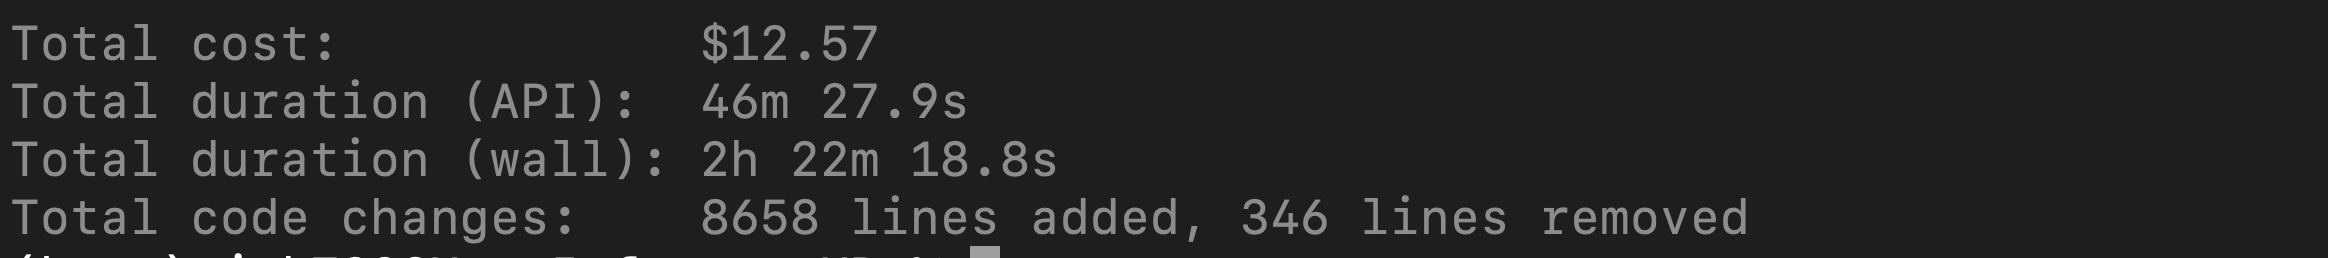 Total cost: $12.57
Total duration (API): 46m 27.9s
Total duration (wall): 2h 22m 18.8s
Total code changes: 8658 lines added, 346 lines removed